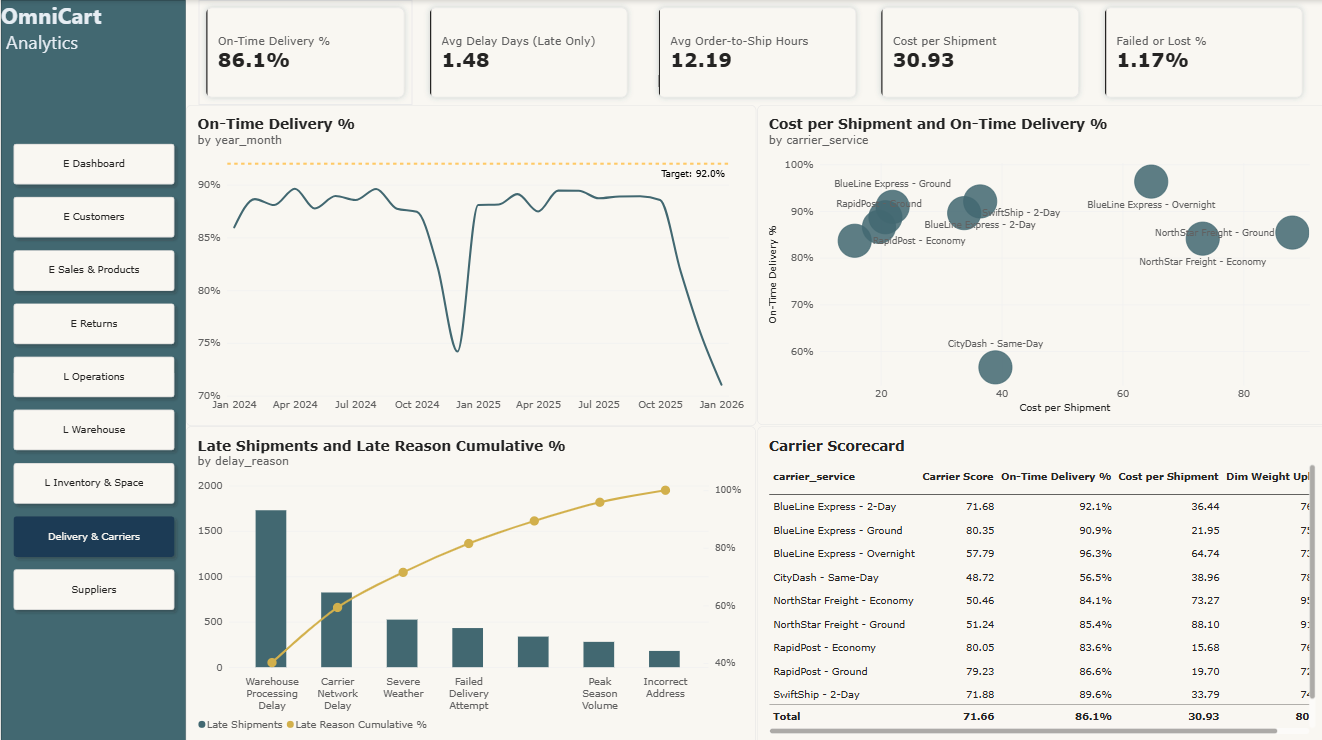 OmniCart
Analytics
E Dashboard
E Customers
E Sales & Products
E Returns
L Operations
L Warehouse
L Inventory & Space
Delivery & Carriers
Suppliers
On-Time Delivery %
86.1%
Avg Delay Days (Late Only)
1.48
Avg Order-to-Ship Hours
12.19
Cost per Shipment
30.93
Failed or Lost %
1.17%
On-Time Delivery %
by year_month
Target: 92.0%
90%
85%
80%
75%
70%
Jan 2024 Apr 2024 Jul 2024 Oct 2024 Jan 2025 Apr 2025 Jul 2025 Oct 2025 Jan 2026
Cost per Shipment and On-Time Delivery %
by carrier_service
On-Time Delivery %
100%
90%
80%
70%
60%
BlueLine Express - Ground
RapidPost - Ground
SwiftShip - 2-Day
BlueLine Express - 2-Day
RapidPost - Economy
BlueLine Express - Overnight
NorthStar Freight - Ground
NorthStar Freight - Economy
CityDash - Same-Day
20 40 60 80
Cost per Shipment
Late Shipments and Late Reason Cumulative %
by delay_reason
2000
1500
1000
500
0
100%
80%
60%
40%
Warehouse
Processing
Delay
Carrier
Network
Delay
Severe
Weather
Failed
Delivery
Attempt
Peak
Season
Volume
Incorrect
Address
Late Shipments Late Reason Cumulative %
Carrier Scorecard
carrier_service Carrier Score On-Time Delivery % Cost per Shipment Dim Weight
BlueLine Express - 2-Day 71.68 92.1% 36.44
BlueLine Express - Ground 80.35 90.9% 21.95
BlueLine Express - Overnight 57.79 96.3% 64.74
CityDash - Same-Day 48.72 56.5% 38.96
NorthStar Freight - Economy 50.46 84.1% 73.27
NorthStar Freight - Ground 51.24 85.4% 88.10
RapidPost - Economy 80.05 83.6% 15.68
RapidPost - Ground 79.23 86.6% 19.70
SwiftShip - 2-Day 71.88 89.6% 33.79
Total 71.66 86.1% 30.93 80